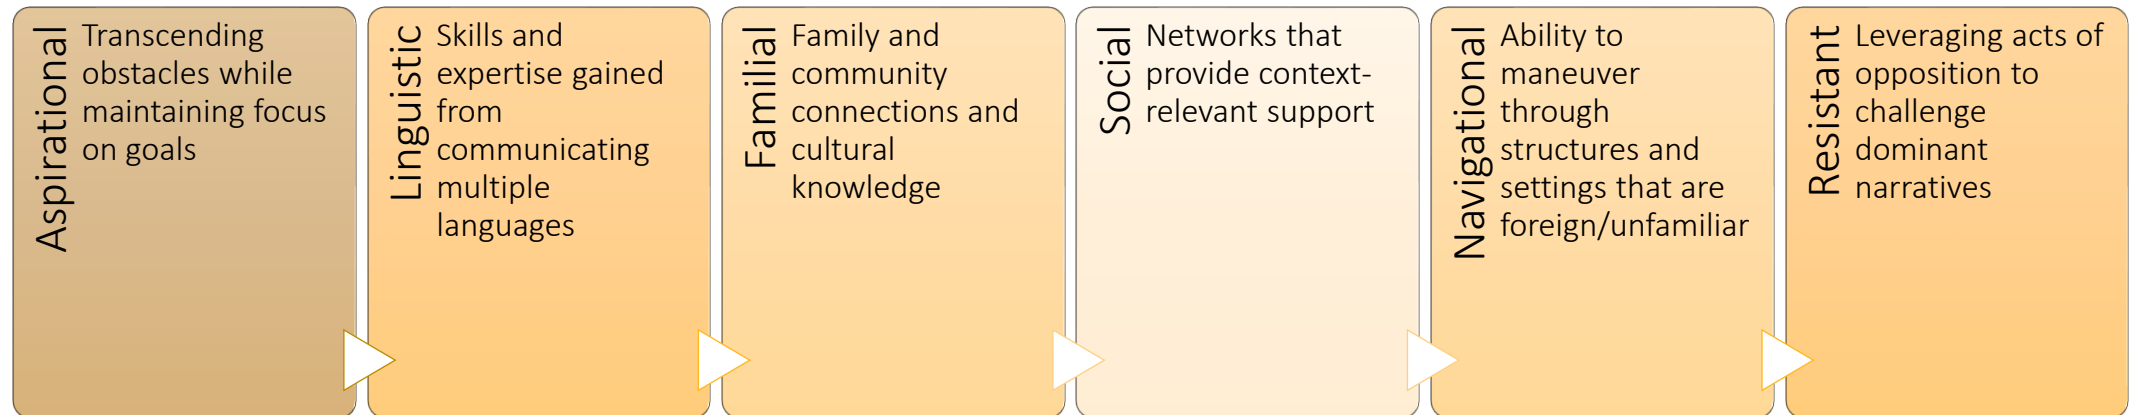 Aspirational
Transcending
obstacles while
maintaining focus
on goals
Linguistic
Skills and
expertise gained
from
communicating
multiple
languages
Familial
Family and
community
connections and
cultural
knowledge
Social
Networks that
provide context-
relevant support
Navigational
Ability to
maneuver
through
structures and
settings that are
foreign/unfamiliar
Resistant
Leveraging acts of
opposition to
challenge
dominant
narratives